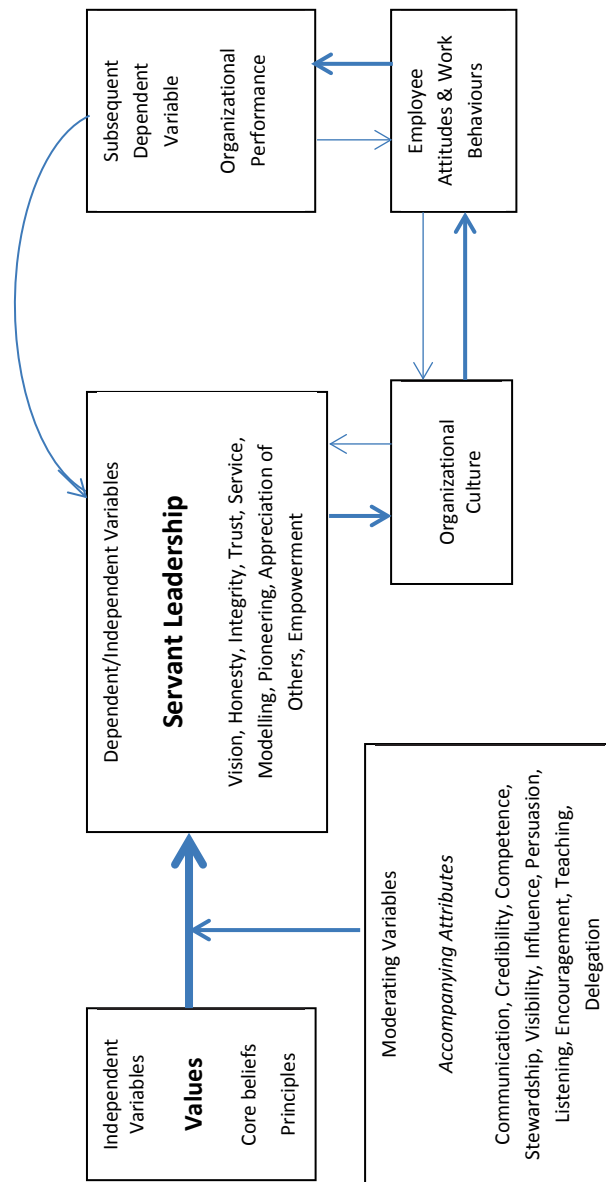 Independent
Variables
Values
Core beliefs
Principles
Dependent/Independent Variables
Servant Leadership
Vision, Honesty, Integrity, Trust, Service,
Modelling, Pioneering, Appreciation of
Others, Empowerment
Subsequent
Dependent
Variable
Organizational
Performance
Moderating Variables
Accompanying Attributes
Communication, Credibility, Competence,
Stewardship, Visibility, Influence, Persuasion,
Listening, Encouragement, Teaching,
Delegation
Organizational
Culture
Employee
Attitudes & Work
Behaviours